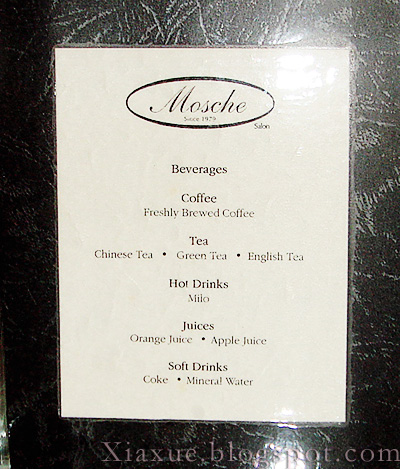 Mosche
Since 1979
Salon
Beverages
Coffee
Freshly Brewed Coffee
Tea
Chinese Tea • Green Tea • English Tea
Hot Drinks
Milo
Juices
Orange Juice • Apple Juice
Soft Drinks
Coke • Mineral Water
Xiaxue.blogspot.com